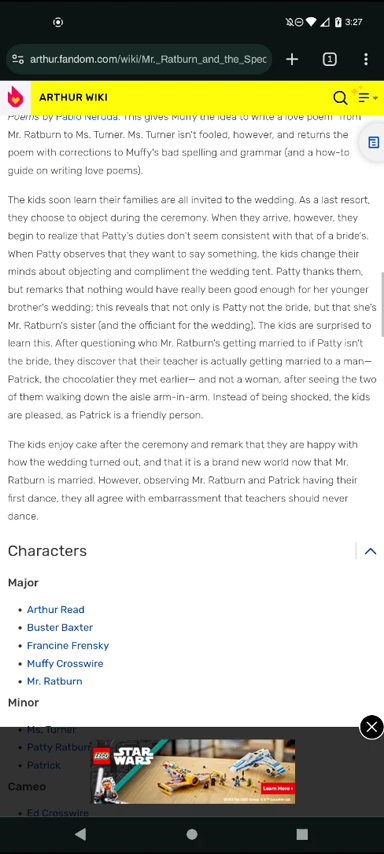 3:27
arthur.fandom.com/wiki/Mr._Ratburn_and_the_Spec
1
ARTHUR WIKI
Poems by Pablo Neruda. This gives Muffy the idea to write a love poem "from"
Mr. Ratburn to Ms. Turner. Ms. Turner isn't fooled, however, and returns the
poem with corrections to Muffy's bad spelling and grammar (and a how-to
guide on writing love poems).
The kids soon learn their families are all invited to the wedding. As a last resort,
they choose to object during the ceremony. When they arrive, however, they
begin to realize that Patty's duties don't seem consistent with that of a bride's.
When Patty observes that they want to say something, the kids change their
minds about objecting and compliment the wedding tent. Patty thanks them,
but remarks that nothing would have really been good enough for her younger
brother's wedding; this reveals that not only is Patty not the bride, but that she's
Mr. Ratburn's sister (and the officiant for the wedding). The kids are surprised to
learn this. After questioning who Mr. Ratburn's getting married to if Patty isn't
the bride, they discover that their teacher is actually getting married to a man—
Patrick, the chocolatier they met earlier— and not a woman, after seeing the two
of them walking down the aisle arm-in-arm. Instead of being shocked, the kids
are pleased, as Patrick is a friendly person.
The kids enjoy cake after the ceremony and remark that they are happy with
how the wedding turned out, and that it is a brand new world now that Mr.
Ratburn is married. However, observing Mr. Ratburn and Patrick having their
first dance, they all agree with embarrassment that teachers should never
dance.
Characters
Major
• Arthur Read
• Buster Baxter
• Francine Frensky
• Muffy Crosswire
• Mr. Ratburn
Minor
• Ms. Turner
• Patty Ratburn
• Patrick
LEGO
STAR WARS
Learn More
Cameo
• Ed Crosswire